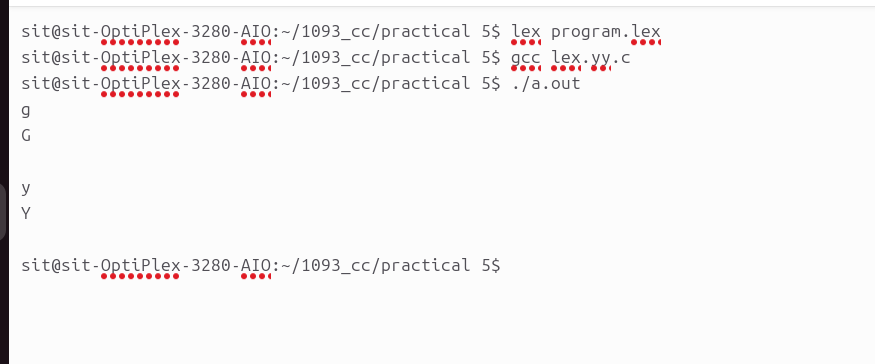 sit@sit-OptiPlex-3280-AIO:~/1093_cc/practical 5$ lex program.lex
sit@sit-OptiPlex-3280-AIO:~/1093_cc/practical 5$ gcc lex.yy.c
sit@sit-OptiPlex-3280-AIO:~/1093_cc/practical 5$ ./a.out
g
G
y
Y
sit@sit-OptiPlex-3280-AIO:~/1093_cc/practical 5$